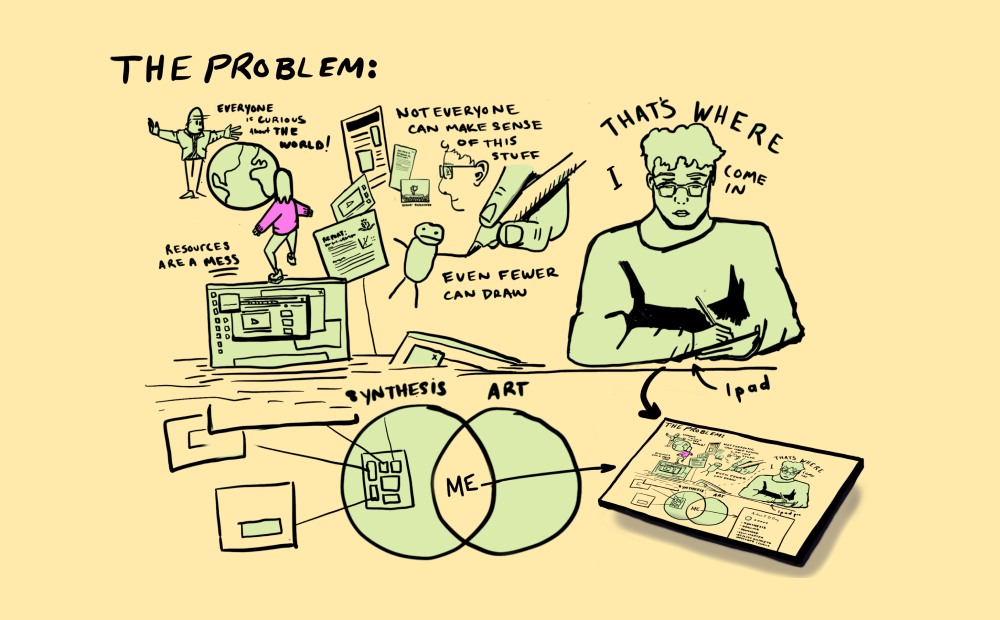 THE PROBLEM:
EVERYONE
IS CURIOUS
about THE
WORLD!
NOT EVERYONE
CAN MAKE SENSE
OF THIS
STUFF
THAT'S WHERE
I
COME
IN
RESOURCES
ARE A MESS
REPORT:
EVEN FEWER
CAN DRAW
Ipad
SYNTHESIS
ART
ME
THE PROBLEM:
THAT'S WHERE
I
SYNTHESIS
ART
ME